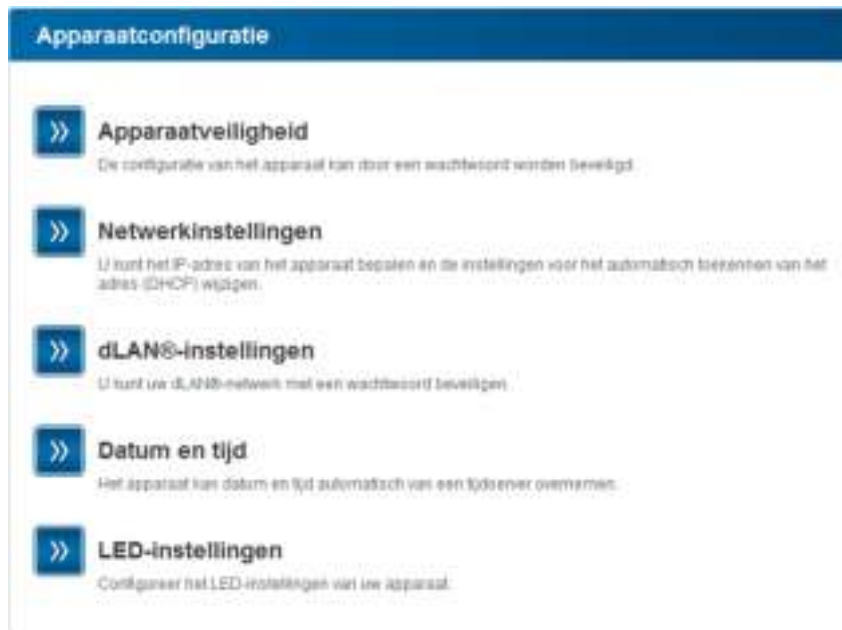 Apparaatconfiguratie
Apparaatveiligheid
De configuratie van het apparaat kan door een wachtwoord worden beveiligd.
Netwerkinstellingen
U kunt het IP-adres van het apparaat bepalen en de instellingen voor het automatisch toekennen van het
adres (DHCP) wijzigen.
dLAN®-instellingen
U kunt uw dLAN®-netwerk met een wachtwoord beveiligen.
Datum en tijd
Het apparaat kan datum en tijd automatisch van een tijdserver overnemen.
LED-instellingen
Configureer het LED-instellingen van uw apparaat.